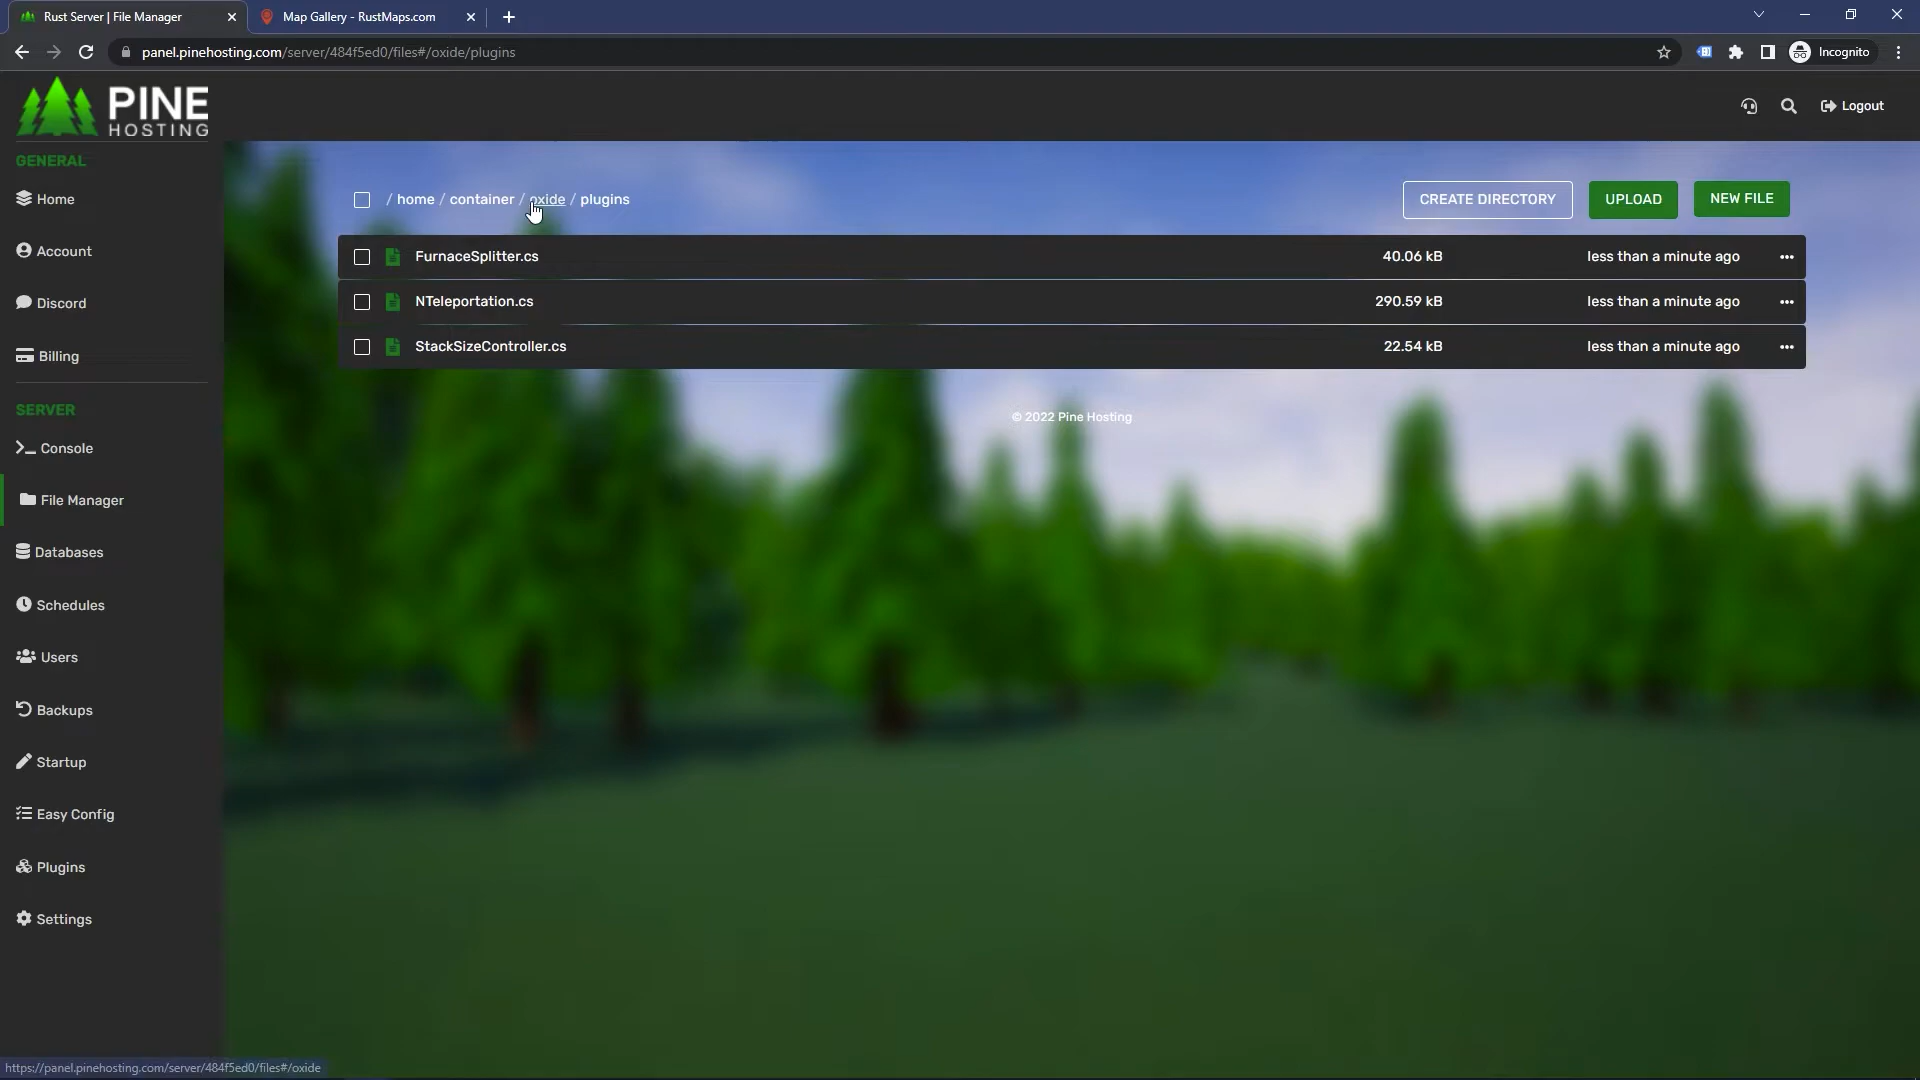 Rust Server | File Manager
Map Gallery - RustMaps.com
panel.pinehosting.com/server/484f5ed0/files#/oxide/plugins
Incognito
PINE
HOSTING
Logout
GENERAL
Home
Account
Discord
Billing
SERVER
Console
File Manager
Databases
Schedules
Users
Backups
Startup
Easy Config
Plugins
Settings
/ home / container / oxide / plugins
CREATE DIRECTORY
UPLOAD
NEW FILE
FurnaceSplitter.cs 40.06 kB less than a minute ago
NTeleportation.cs 290.59 kB less than a minute ago
StackSizeController.cs 22.54 kB less than a minute ago
© 2022 Pine Hosting
https://panel.pinehosting.com/server/484f5ed0/files#/oxide